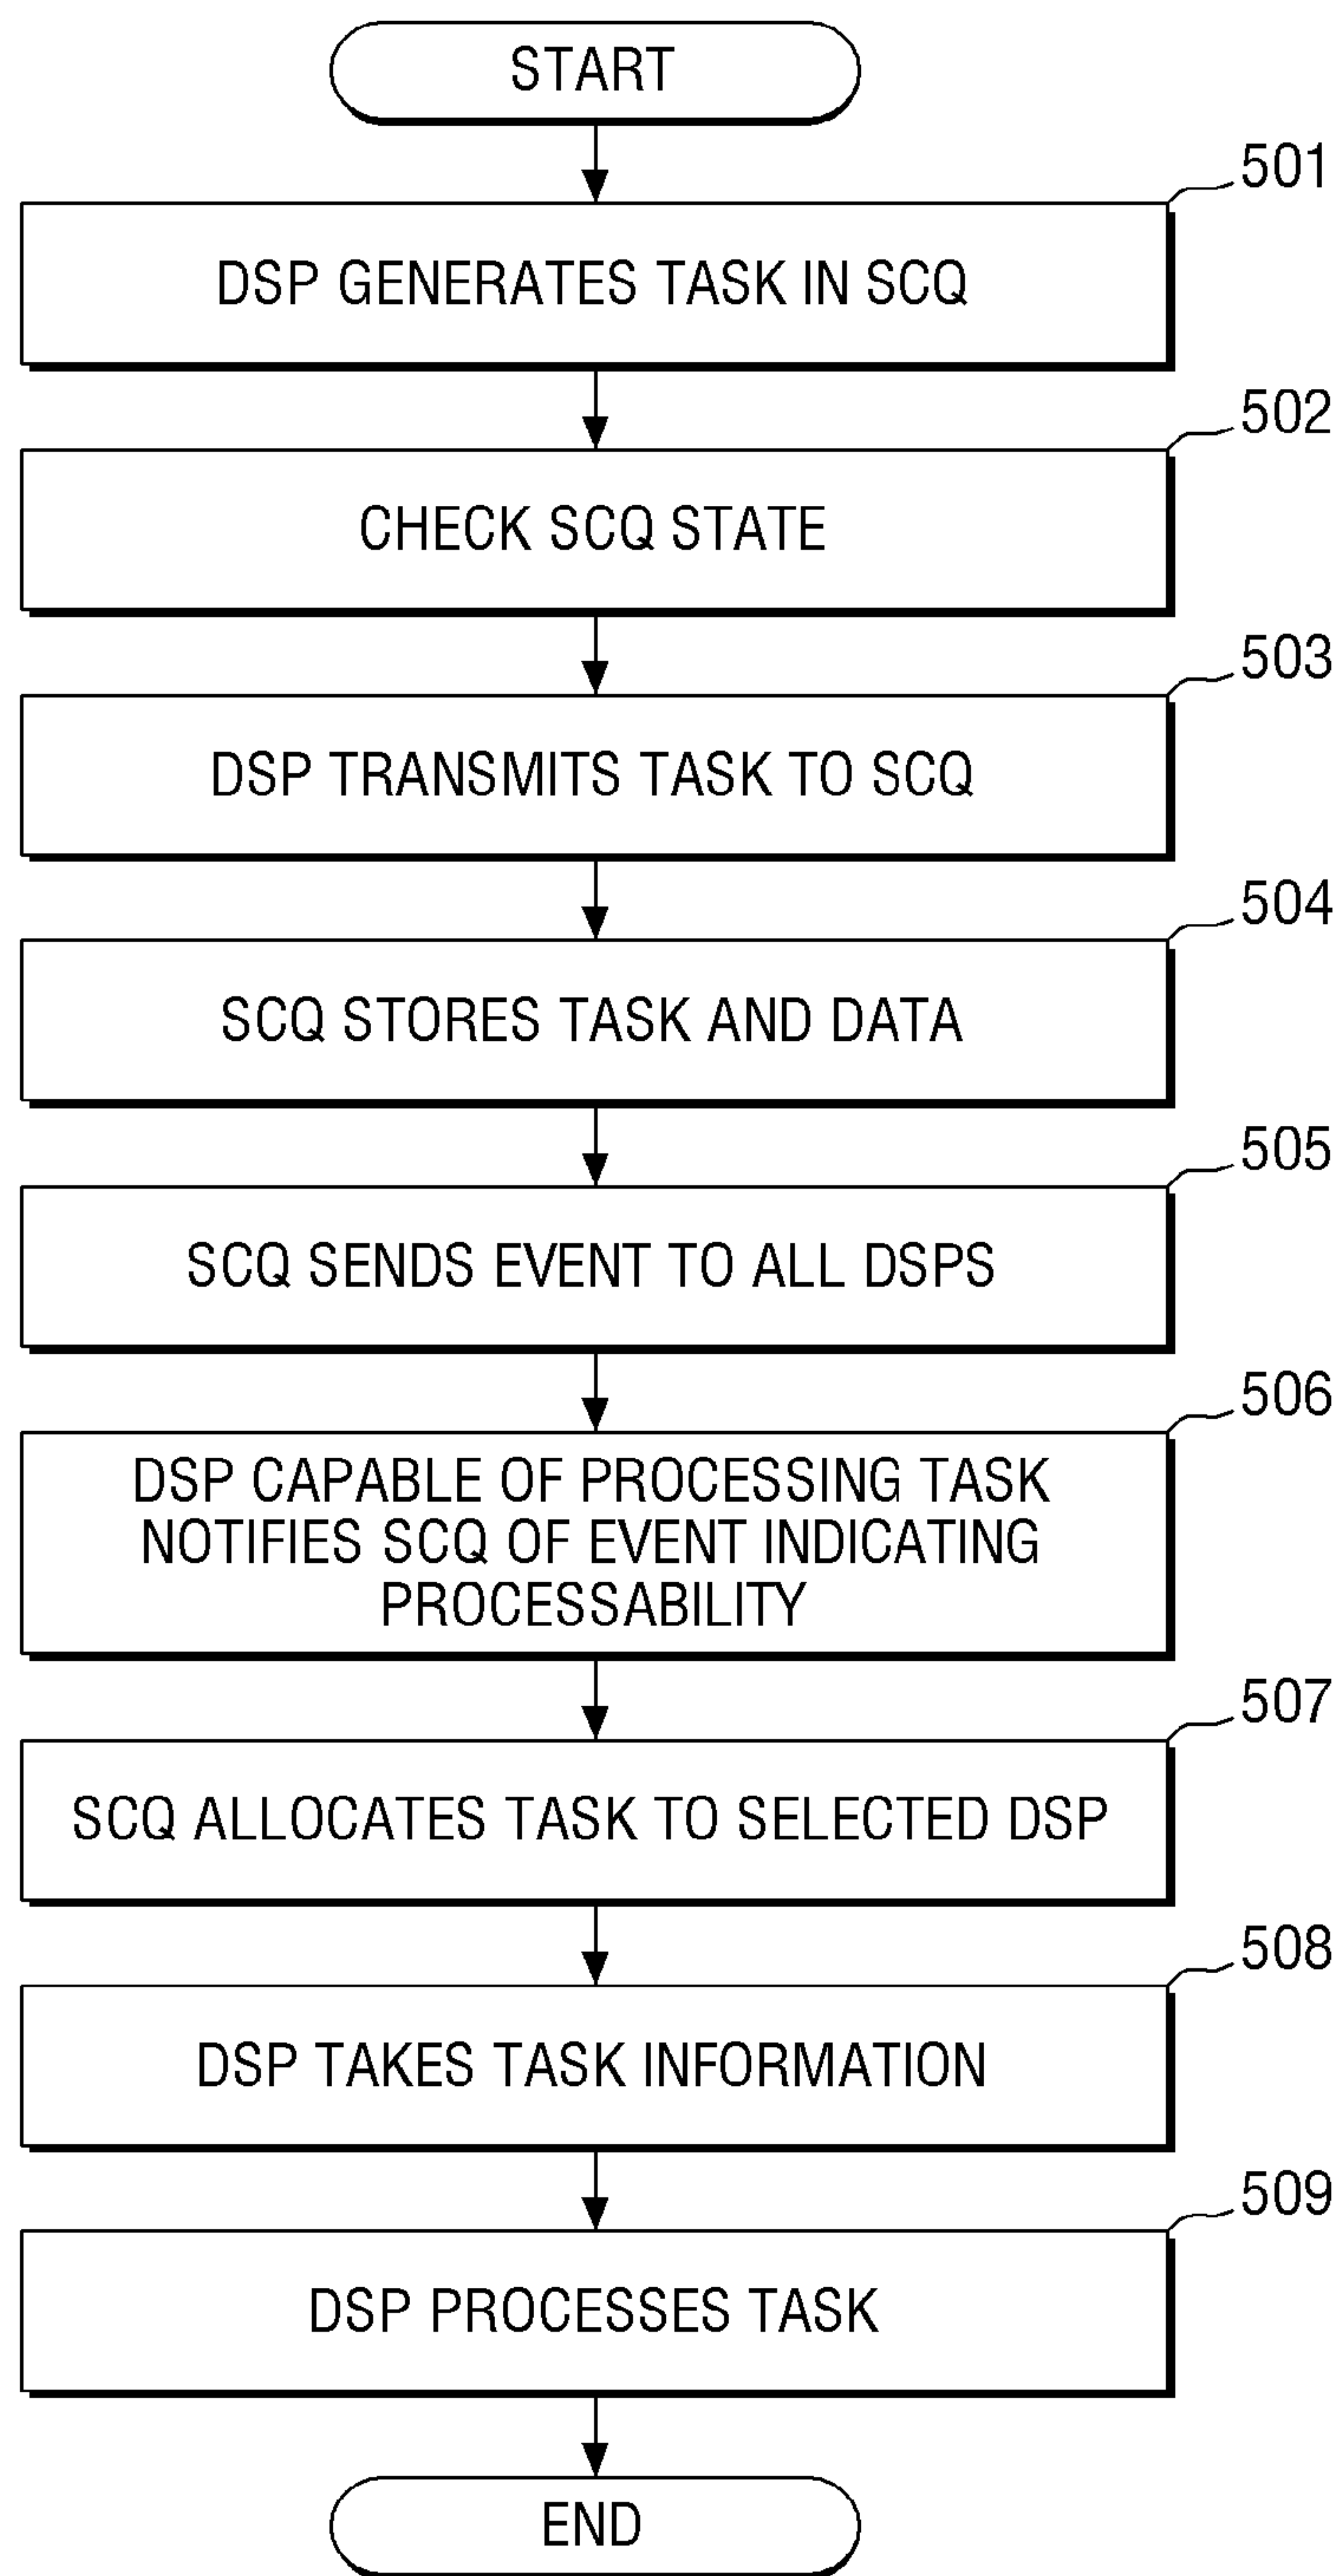 START
501
DSP GENERATES TASK IN SCQ
502
CHECK SCQ STATE
503
DSP TRANSMITS TASK TO SCQ
504
SCQ STORES TASK AND DATA
505
SCQ SENDS EVENT TO ALL DSPS
506
DSP CAPABLE OF PROCESSING TASK
NOTIFIES SCQ OF EVENT INDICATING
PROCESSABILITY
507
SCQ ALLOCATES TASK TO SELECTED DSP
508
DSP TAKES TASK INFORMATION
509
DSP PROCESSES TASK
END